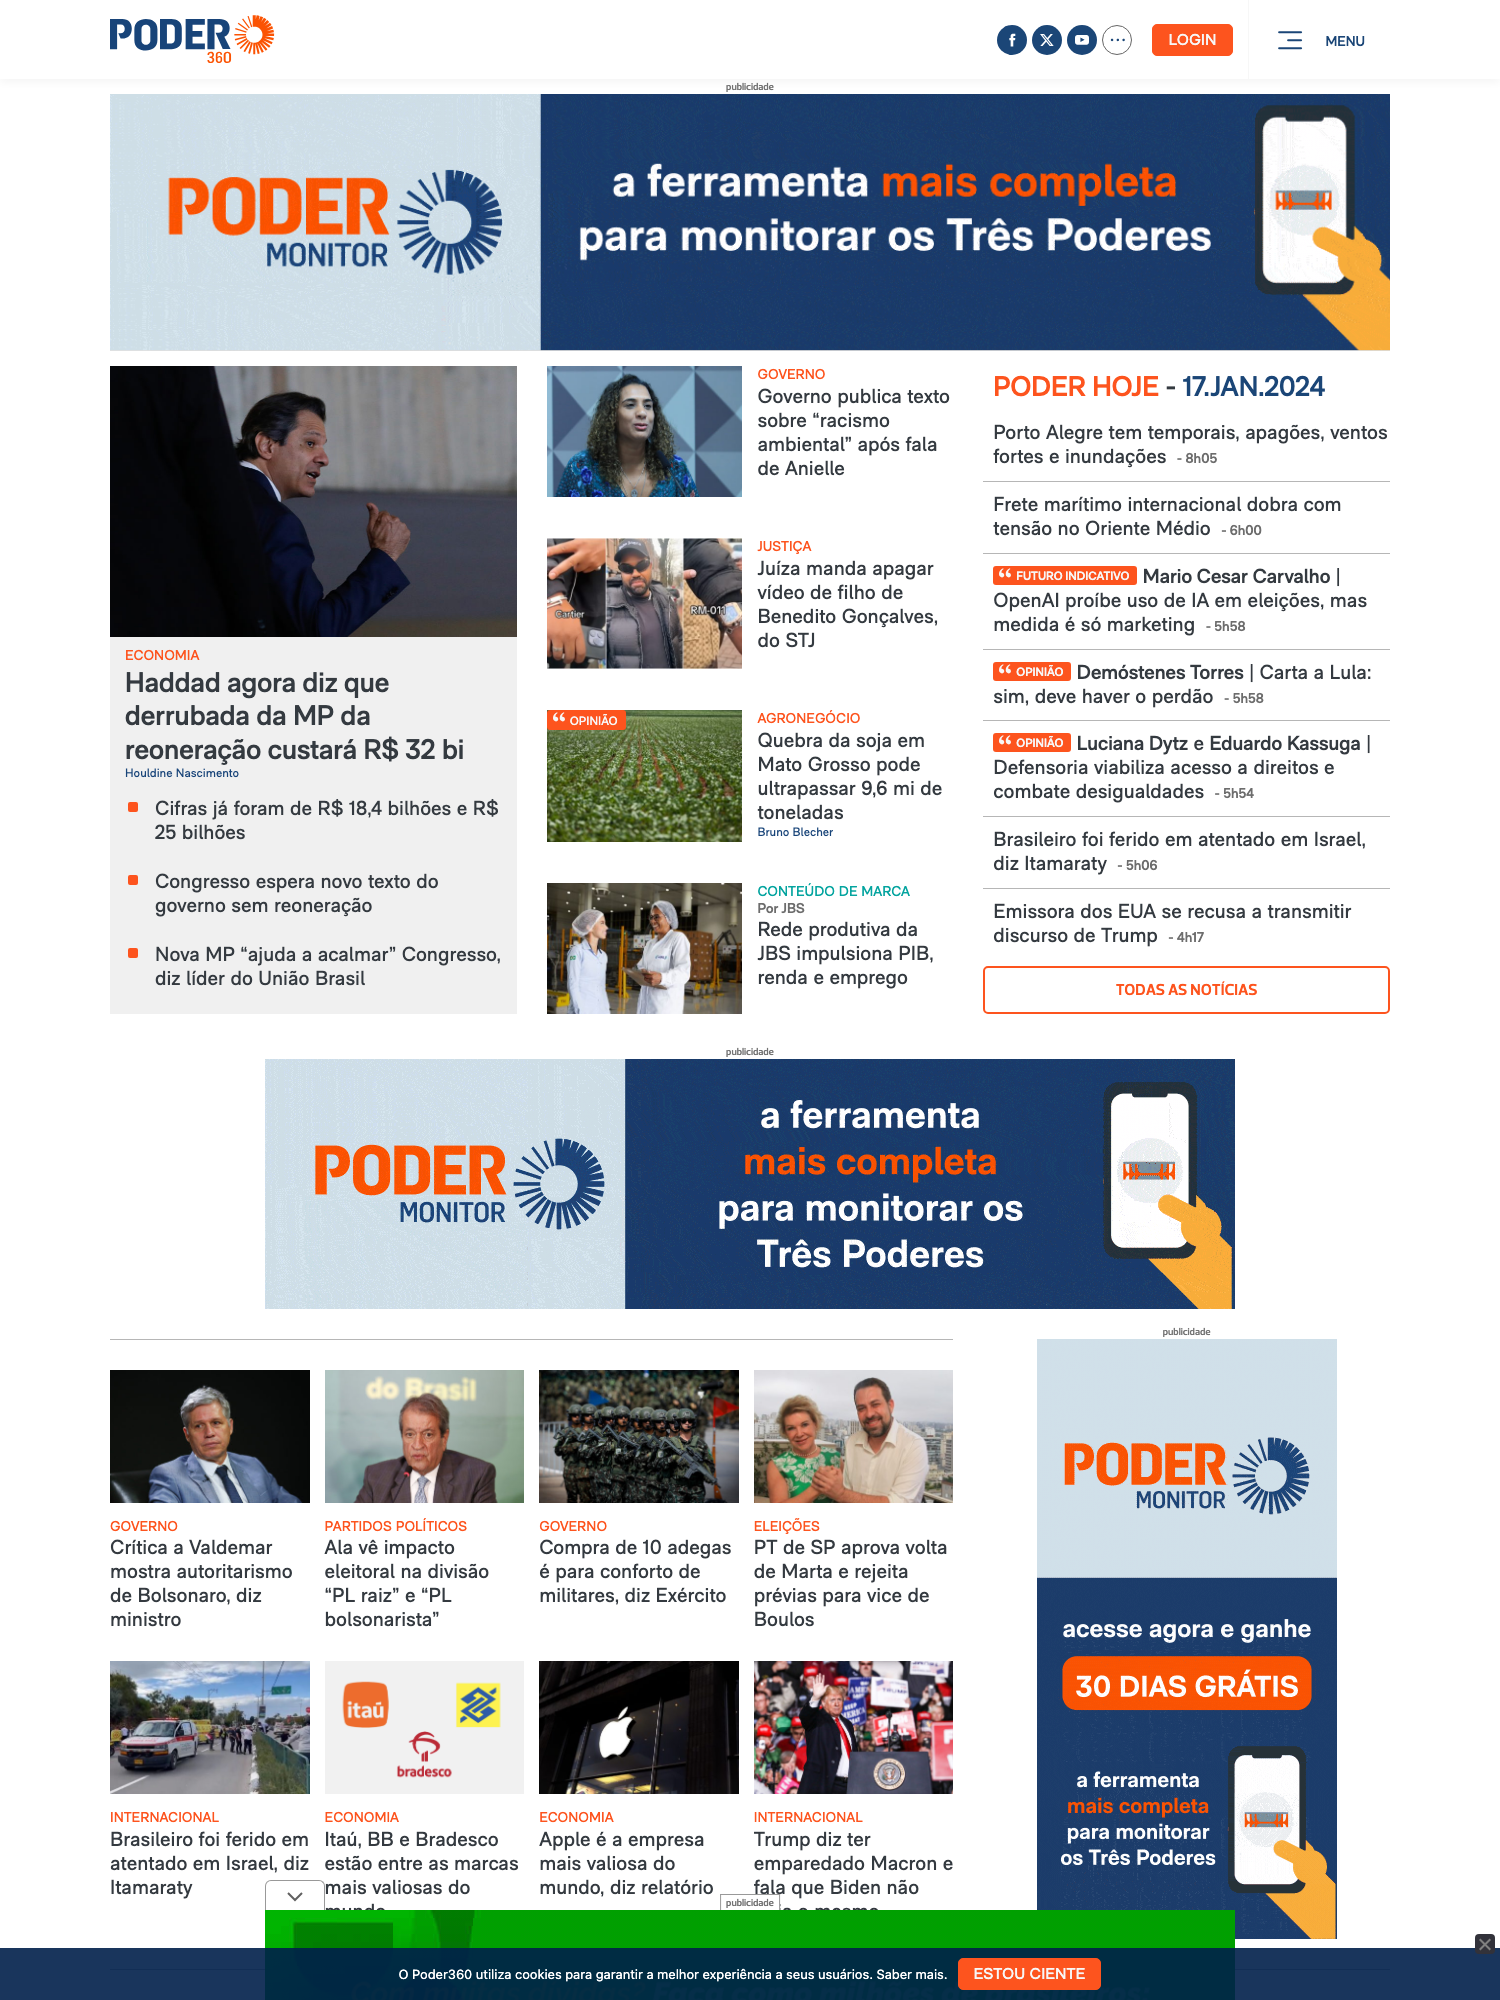 PODER
360
LOGIN
MENU
publicidade
PODER
MONITOR
a ferramenta mais completa
para monitorar os Três Poderes
ECONOMIA
Haddad agora diz que
derrubada da MP da
reoneração custará R$ 32 bi
Houldine Nascimento
Cifras já foram de R$ 18,4 bilhões e R$
25 bilhões
Congresso espera novo texto do
governo sem reoneração
Nova MP “ajuda a acalmar” Congresso,
diz líder do União Brasil
GOVERNO
Governo publica texto
sobre “racismo
ambiental” após fala
de Anielle
Cartier
RM-011
JUSTIÇA
Juíza manda apagar
vídeo de filho de
Benedito Gonçalves,
do STJ
“ OPINIÃO
AGRONEGÓCIO
Quebra da soja em
Mato Grosso pode
ultrapassar 9,6 mi de
toneladas
Bruno Blecher
CONTEÚDO DE MARCA
Por JBS
Rede produtiva da
JBS impulsiona PIB,
renda e emprego
PODER HOJE - 17.JAN.2024
Porto Alegre tem temporais, apagões, ventos
fortes e inundações - 8h05
Frete marítimo internacional dobra com
tensão no Oriente Médio - 6h00
“ FUTURO INDICATIVO Mario Cesar Carvalho |
OpenAI proíbe uso de IA em eleições, mas
medida é só marketing - 5h58
“ OPINIÃO Demóstenes Torres | Carta a Lula:
sim, deve haver o perdão - 5h58
“ OPINIÃO Luciana Dytz e Eduardo Kassuga |
Defensoria viabiliza acesso a direitos e
combate desigualdades - 5h54
Brasileiro foi ferido em atentado em Israel,
diz Itamaraty - 5h06
Emissora dos EUA se recusa a transmitir
discurso de Trump - 4h17
TODAS AS NOTÍCIAS
publicidade
PODER
MONITOR
a ferramenta
mais completa
para monitorar os
Três Poderes
do Brasil
GOVERNO
Crítica a Valdemar
mostra autoritarismo
de Bolsonaro, diz
ministro
PARTIDOS POLÍTICOS
Ala vê impacto
eleitoral na divisão
“PL raiz” e “PL
bolsonarista”
GOVERNO
Compra de 10 adegas
é para conforto de
militares, diz Exército
ELEIÇÕES
PT de SP aprova volta
de Marta e rejeita
prévias para vice de
Boulos
itaú
bradesco
INTERNACIONAL
Brasileiro foi ferido em
atentado em Israel, diz
Itamaraty
ECONOMIA
Itaú, BB e Bradesco
estão entre as marcas
mais valiosas do
ECONOMIA
Apple é a empresa
mais valiosa do
mundo, diz relatório
INTERNACIONAL
Trump diz ter
emparedado Macron e
fala que Biden não
publicidade
PODER
MONITOR
acesse agora e ganhe
30 DIAS GRÁTIS
a ferramenta
mais completa
para monitorar
os Três Poderes
publicidade
O Poder360 utiliza cookies para garantir a melhor experiência a seus usuários. Saber mais.
ESTOU CIENTE